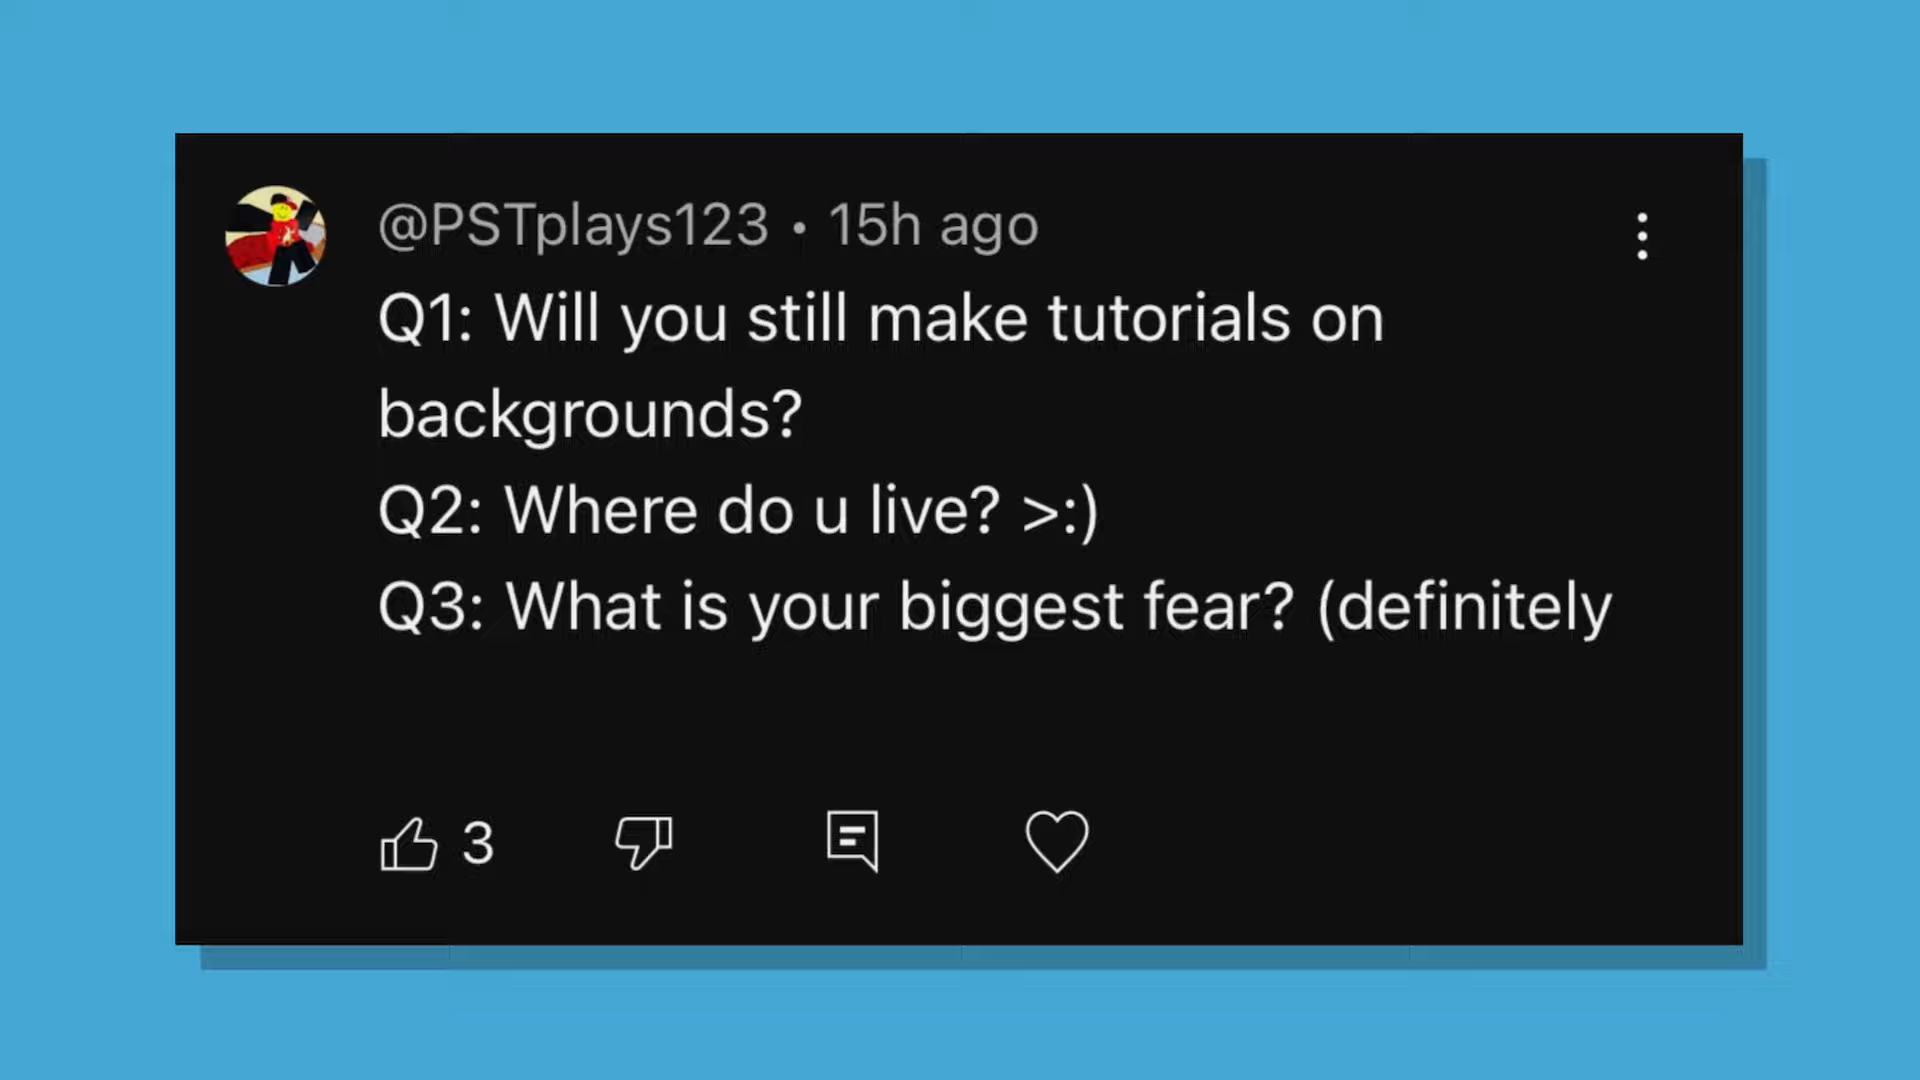 @PSTplays123 • 15h ago
Q1: Will you still make tutorials on
backgrounds?
Q2: Where do u live? >:)
Q3: What is your biggest fear? (definitely
3